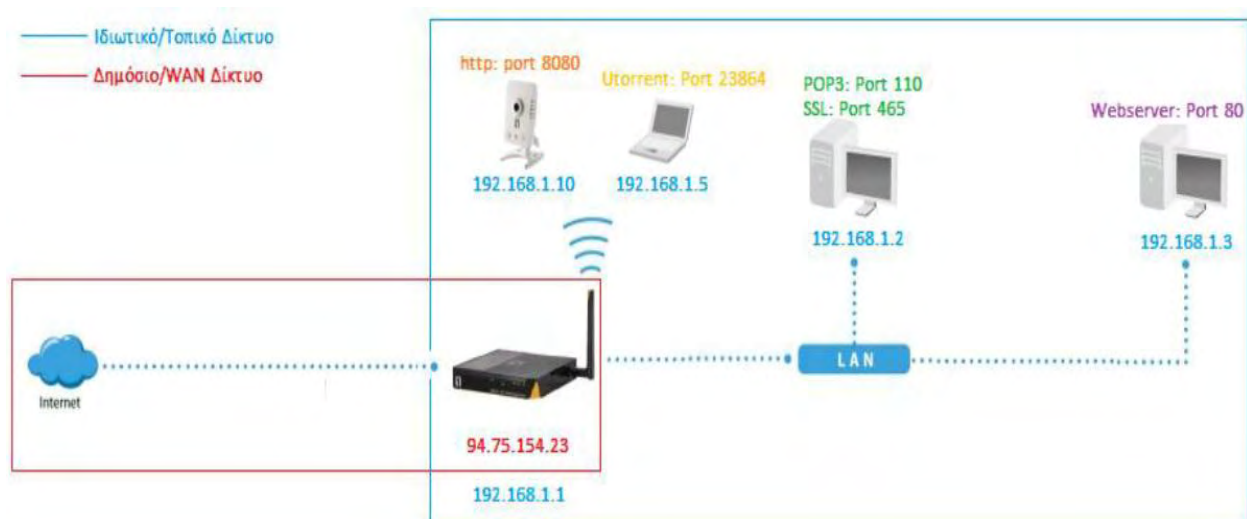 Ιδιωτικό/Τοπικό Δίκτυο
Δημόσιο/WAN Δίκτυο
http: port 8080
Utorrent: Port 23864
POP3: Port 110
SSL: Port 465
Webserver: Port 80
192.168.1.10
192.168.1.5
192.168.1.2
192.168.1.3
Internet
LAN
94.75.154.23
192.168.1.1